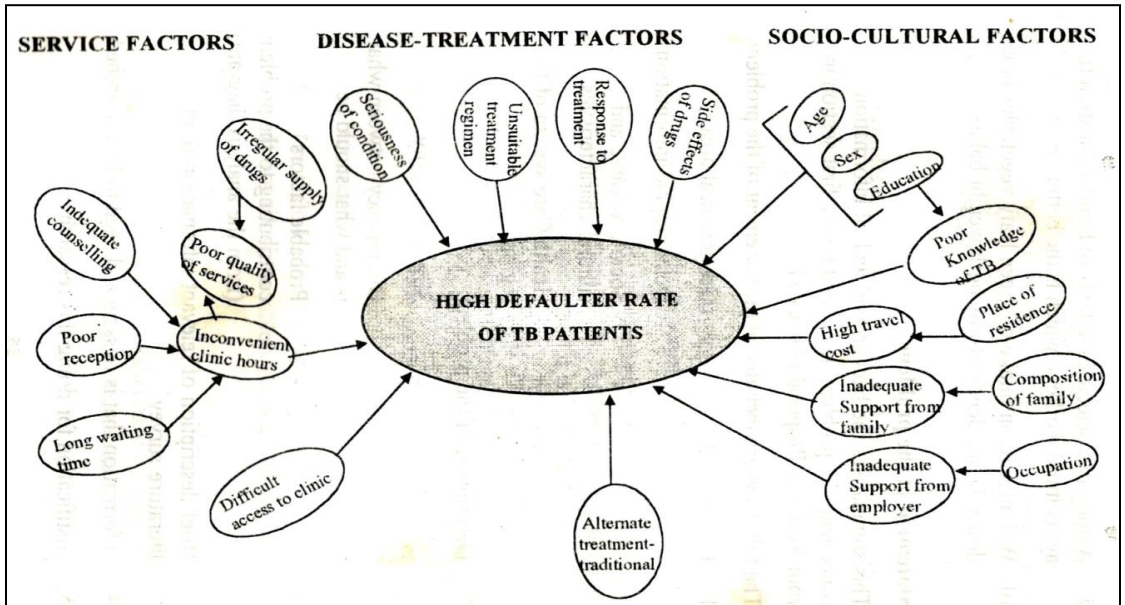 SERVICE FACTORS
DISEASE-TREATMENT FACTORS
SOCIO-CULTURAL FACTORS
Irregular supply
of drugs
Inadequate
counselling
Poor quality
of services
Poor
reception
Inconvenient
clinic hours
Long waiting
time
Difficult
access to clinic
Seriousness
of condition
Unsuitable
treatment
regimen
Response to
treatment
Side effects
of drugs
HIGH DEFAULTER RATE
OF TB PATIENTS
Alternate
treatment-
traditional
Age
Sex
Education
Poor
Knowledge
of TB
High travel
cost
Place of
residence
Inadequate
Support from
family
Composition
of family
Inadequate
Support from
employer
Occupation